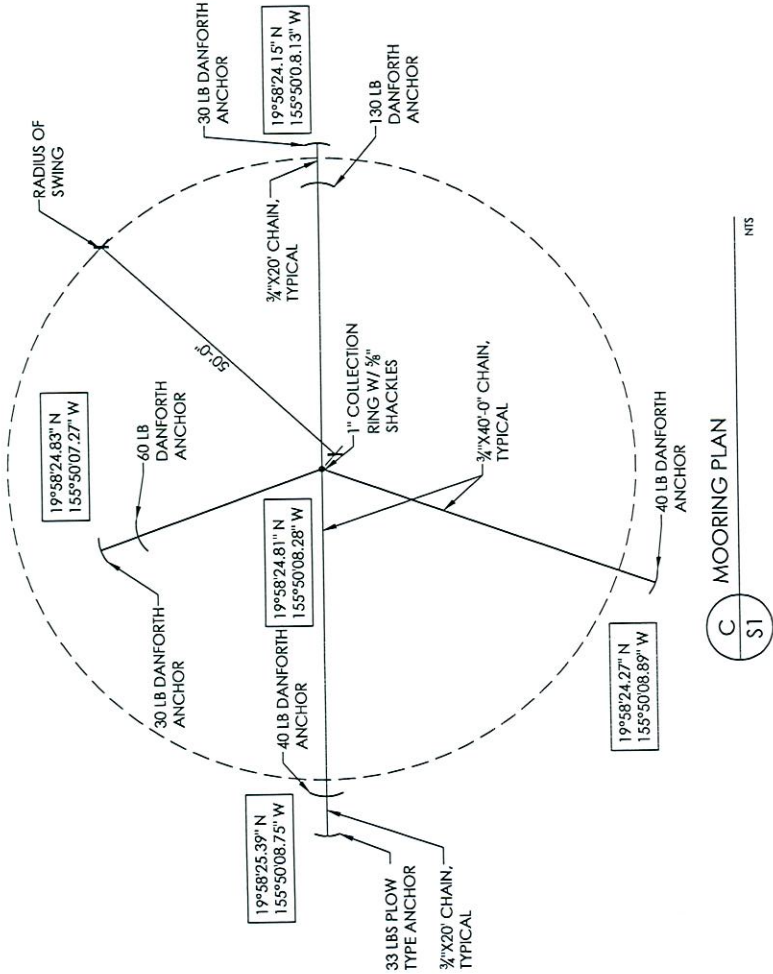 RADIUS OF
SWING
30 LB DANFORTH
ANCHOR
19°58'24.15" N
155°50'0.8.13" W
130 LB
DANFORTH
ANCHOR
¾"X20' CHAIN,
TYPICAL
50'-0"
19°58'24.83" N
155°50'07.27" W
60 LB
DANFORTH
ANCHOR
30 LB DANFORTH
ANCHOR
1" COLLECTION
RING W/ ⅝"
SHACKLES
19°58'24.81" N
155°50'08.28" W
¾"X40'-0" CHAIN,
TYPICAL
40 LB DANFORTH
ANCHOR
19°58'25.39" N
155°50'08.75" W
33 LBS PLOW
TYPE ANCHOR
¾"X20' CHAIN,
TYPICAL
40 LB DANFORTH
ANCHOR
19°58'24.27" N
155°50'08.89" W
C
S1
MOORING PLAN
NTS